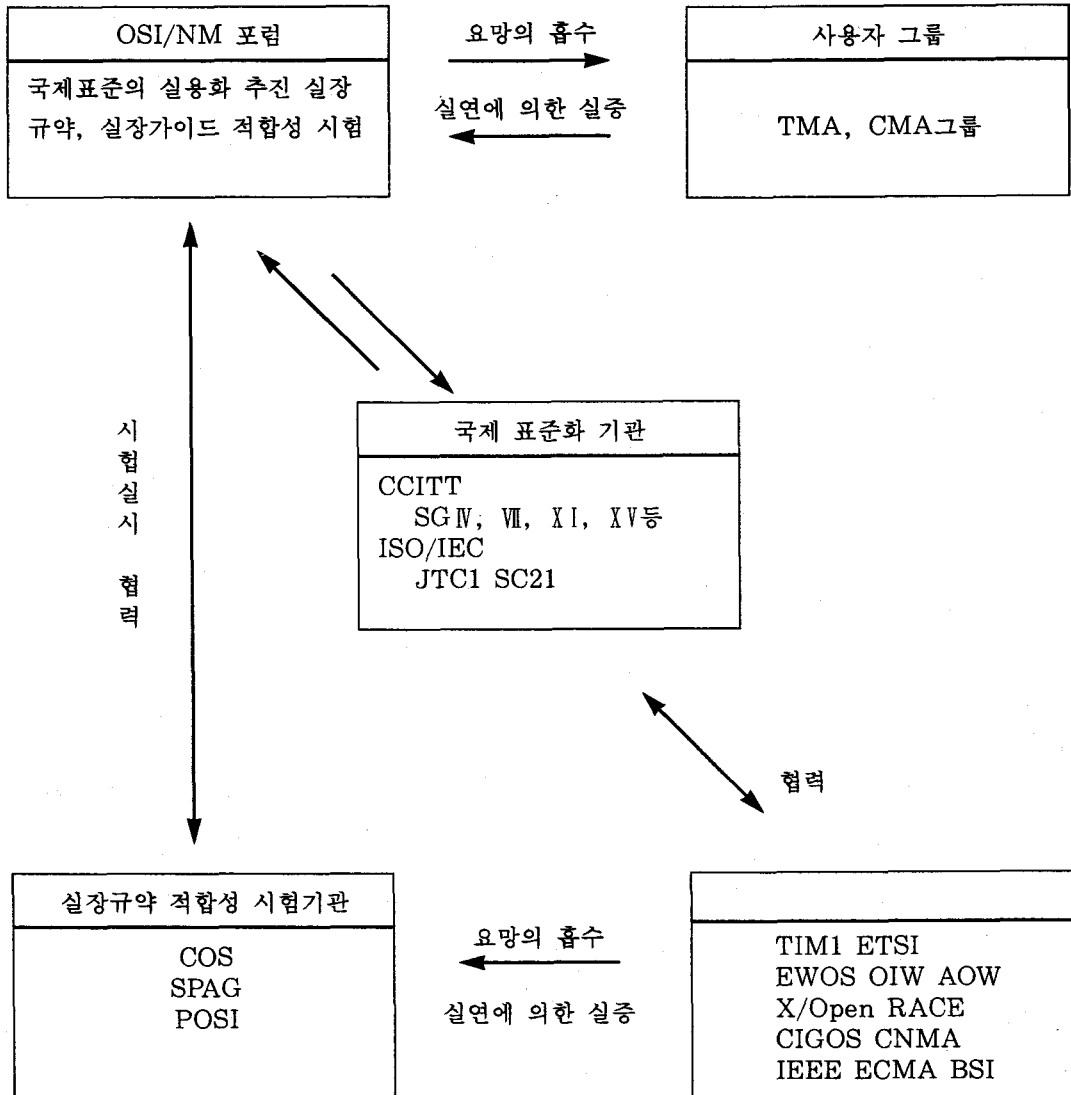 OSI/NM 포럼
국제표준의 실용화 추진 실장
규약, 실장가이드 적합성 시험
요망의 흡수
실연에 의한 실증
사용자 그룹
TMA, CMA그룹
시험실시 협력
국제 표준화 기관
CCITT
SGⅣ, Ⅶ, ⅩⅠ, ⅩⅤ등
ISO/IEC
JTC1 SC21
협력
실장규약 적합성 시험기관
COS
SPAG
POSI
요망의 흡수
실연에 의한 실증
TIM1 ETSI
EWOS OIW AOW
X/Open RACE
CIGOS CNMA
IEEE ECMA BSI